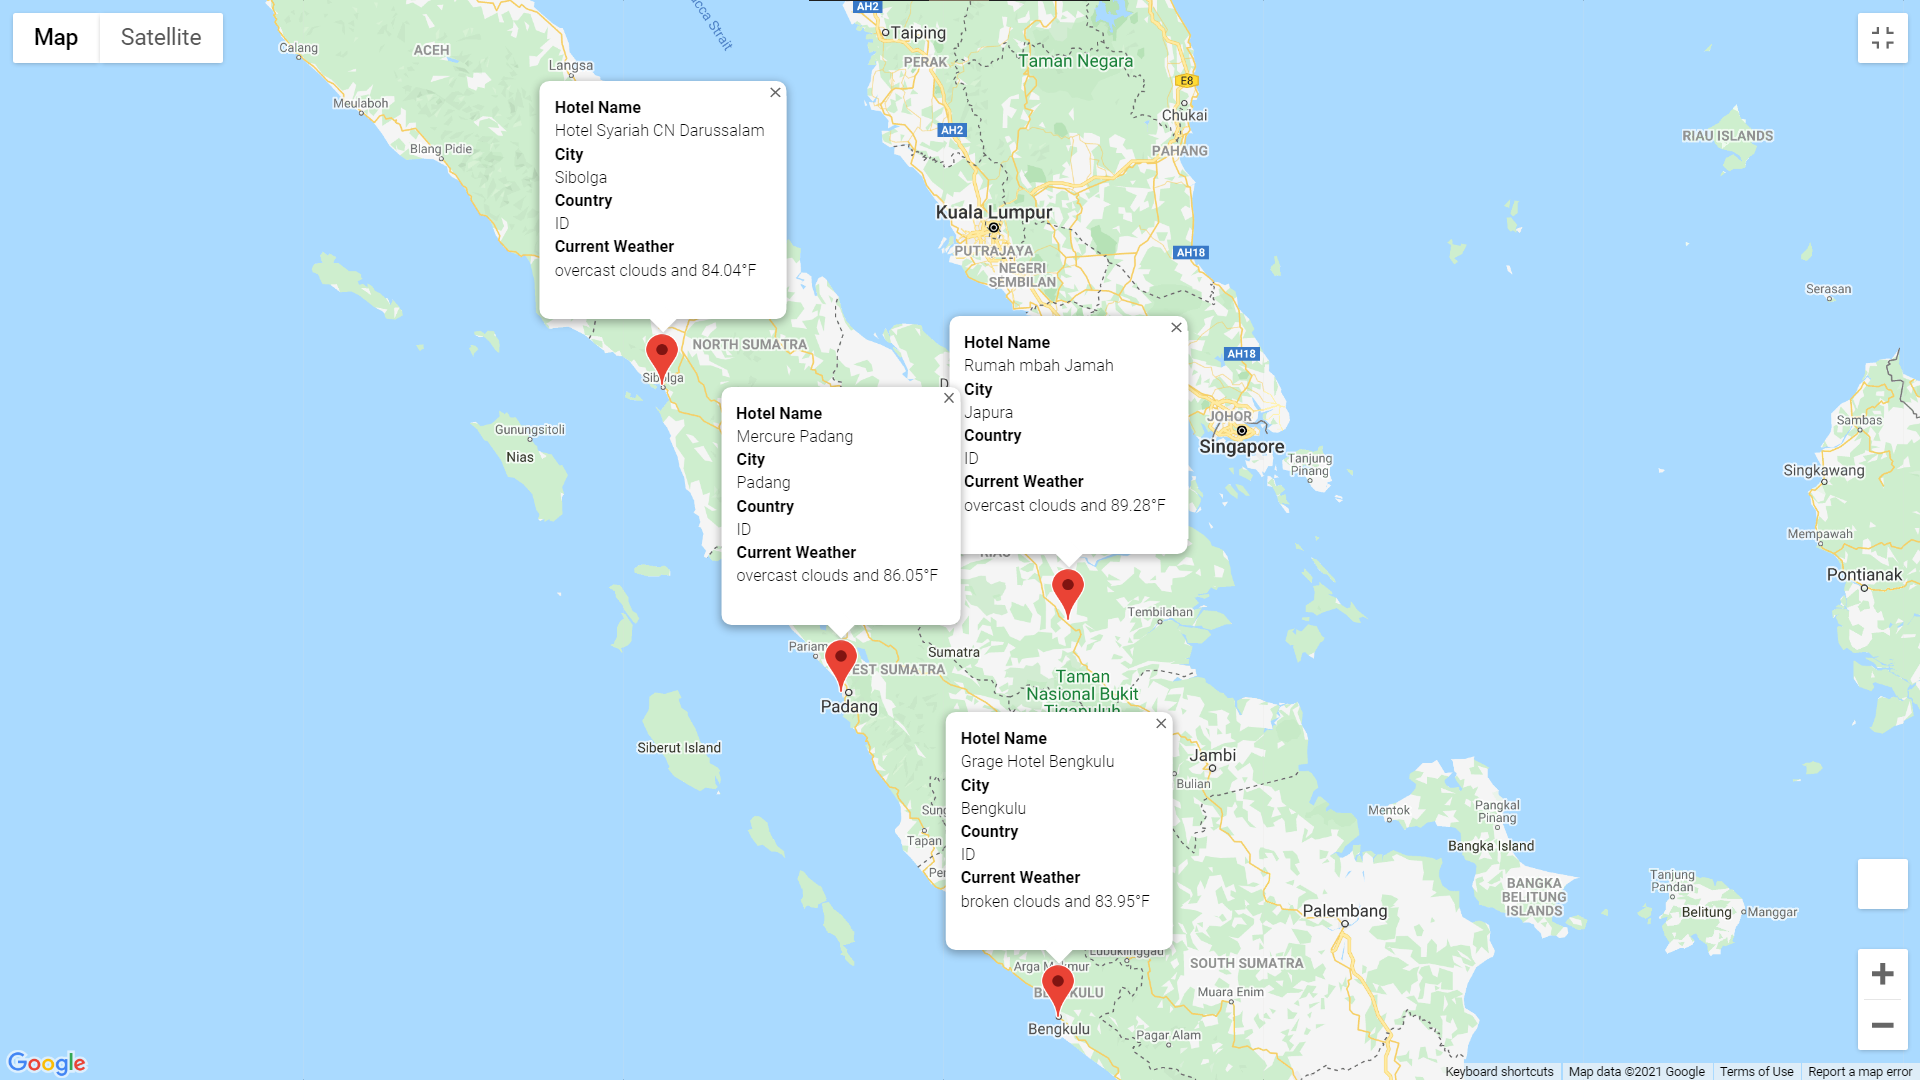 Map
Satellite
Calang
ACEH
Langsa
Meulaboh
Blang Pidie
AH2
Taiping
PERAK
Taman Negara
E8
Chukai
AH2
PAHANG
RIAU ISLANDS
Kuala Lumpur
PUTRAJAYA
NEGERI
SEMBILAN
AH18
Serasan
Hotel Name
Hotel Syariah CN Darussalam
City
Sibolga
Country
ID
Current Weather
overcast clouds and 84.04°F
NORTH SUMATRA
Sibolga
AH18
JOHOR
Singapore
Tanjung
Pinang
Sambas
Singkawang
Mempawah
Pontianak
Gunungsitoli
Nias
Hotel Name
Rumah mbah Jamah
City
Japura
Country
ID
Current Weather
overcast clouds and 89.28°F
Hotel Name
Mercure Padang
City
Padang
Country
ID
Current Weather
overcast clouds and 86.05°F
Tembilahan
Sumatra
EST SUMATRA
Padang
Taman
Nasional Bukit
Tigapuluh
Siberut Island
Jambi
Bulian
Hotel Name
Grage Hotel Bengkulu
City
Bengkulu
Country
ID
Current Weather
broken clouds and 83.95°F
Tapan
Mentok
Pangkal
Pinang
Bangka Island
BANGKA
BELITUNG
ISLANDS
Tanjung
Pandan
Belitung
Manggar
Palembang
Lubuklinggau
SOUTH SUMATRA
Muara Enim
Pagar Alam
Bengkulu
Google
Keyboard shortcuts
Map data ©2021 Google
Terms of Use
Report a map error